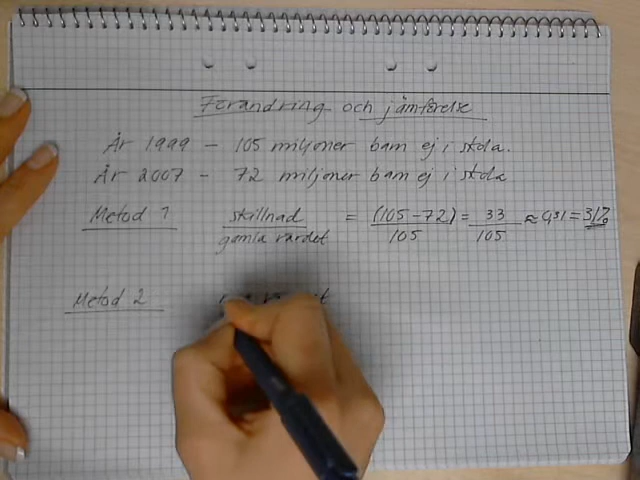 Förändring och jämförelse
År 1999 – 105 miljoner barn ej i skola.
År 2007 – 72 miljoner barn ej i skola
Metod 1 skillnad / gamla värdet = (105-72) / 105 = 33 / 105 ≈ 0,31 = 31%
Metod 2